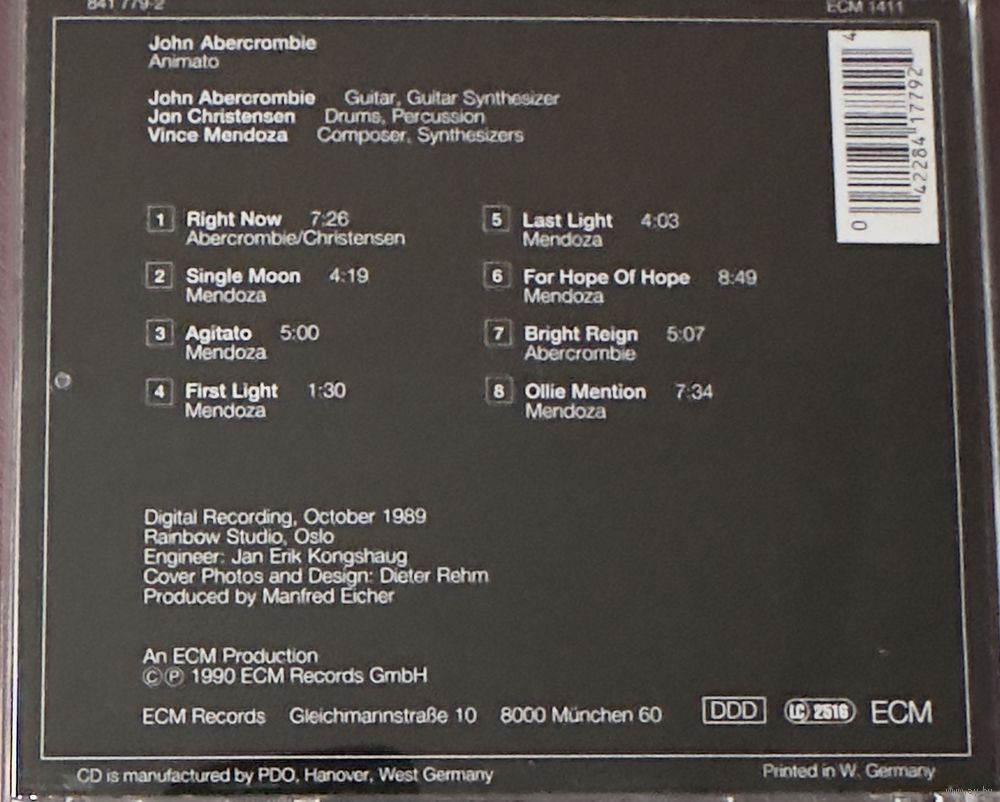 841 779-2
ECM 1411
John Abercrombie
Animato
John Abercrombie Guitar, Guitar Synthesizer
Jon Christensen Drums, Percussion
Vince Mendoza Composer, Synthesizers
1 Right Now 7:26
Abercrombie/Christensen
2 Single Moon 4:19
Mendoza
3 Agitato 5:00
Mendoza
4 First Light 1:30
Mendoza
5 Last Light 4:03
Mendoza
6 For Hope Of Hope 8:49
Mendoza
7 Bright Reign 5:07
Abercrombie
8 Ollie Mention 7:34
Mendoza
0 42284 17792 4
Digital Recording, October 1989
Rainbow Studio, Oslo
Engineer: Jan Erik Kongshaug
Cover Photos and Design: Dieter Rehm
Produced by Manfred Eicher
An ECM Production
©℗ 1990 ECM Records GmbH
ECM Records Gleichmannstraße 10 8000 München 60
DDD LC 2516 ECM
CD is manufactured by PDO, Hanover, West Germany
Printed in W. Germany